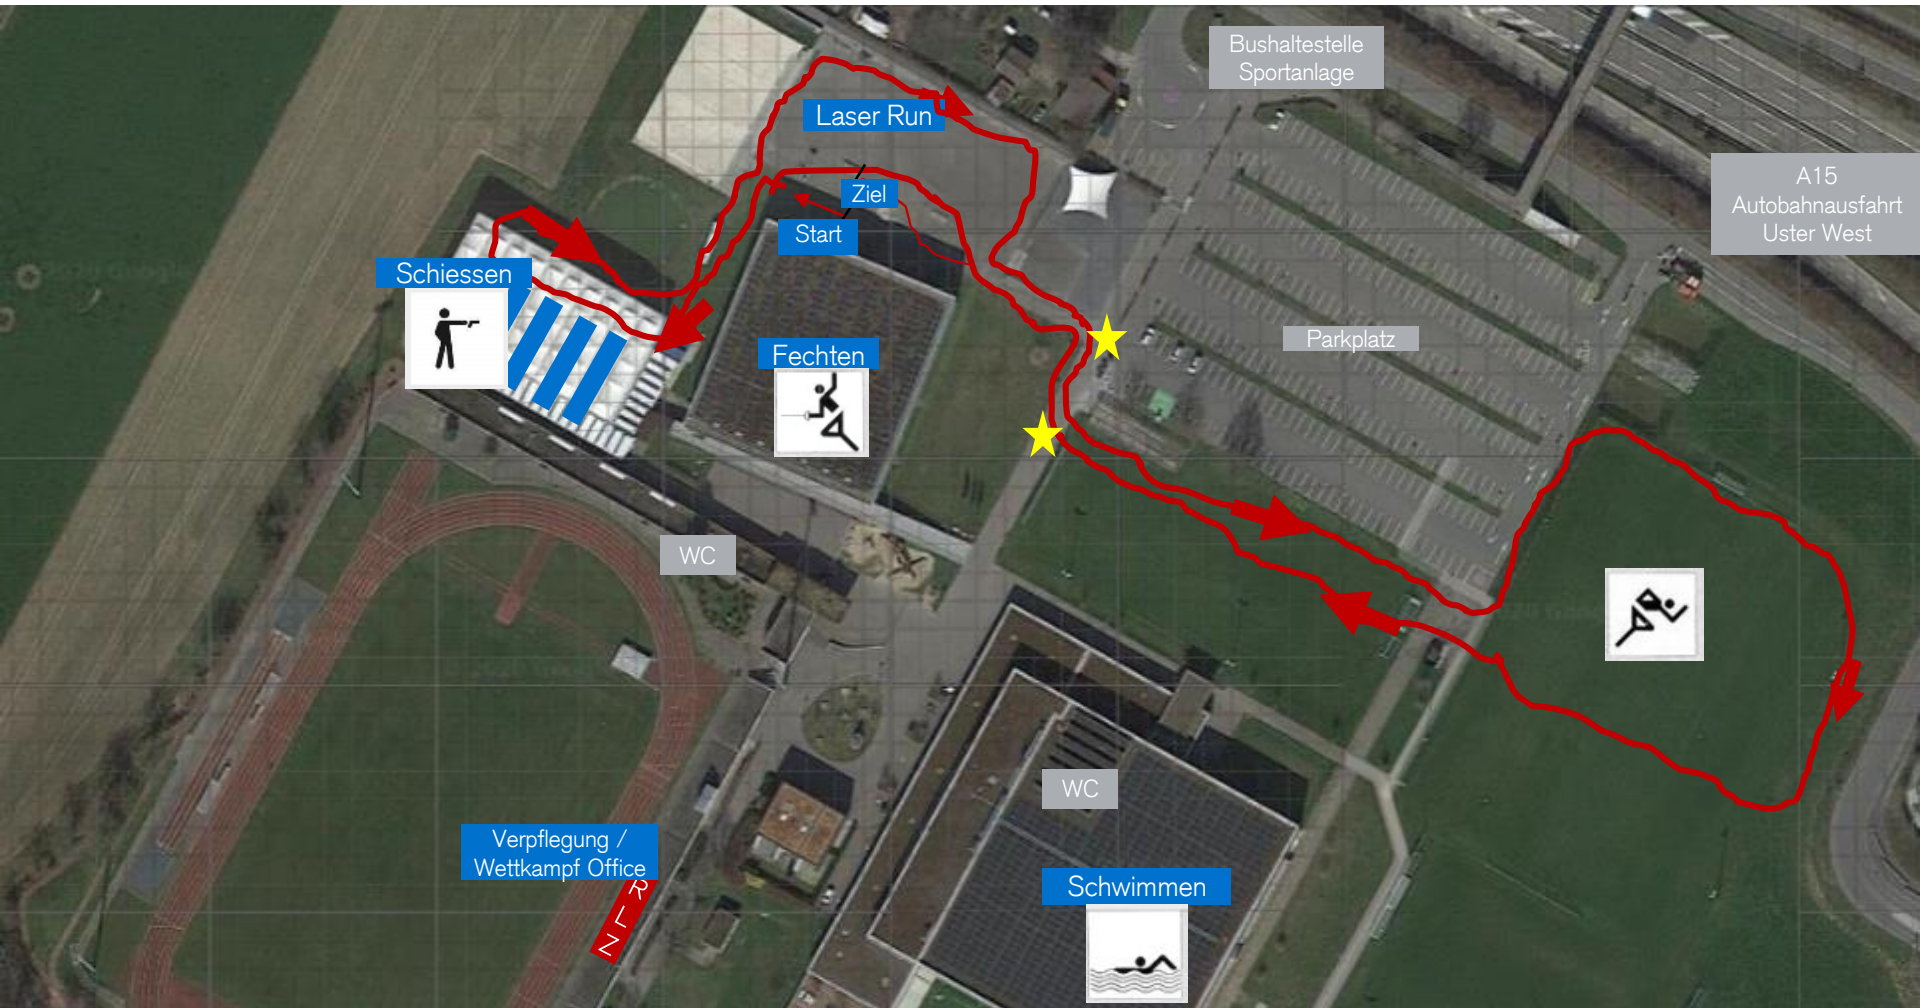 Bushaltestelle
Sportanlage
Laser Run
A15
Autobahnausfahrt
Uster West
Ziel
Start
Schiessen
Parkplatz
Fechten
WC
WC
Verpflegung /
Wettkampf Office
RLZ
Schwimmen